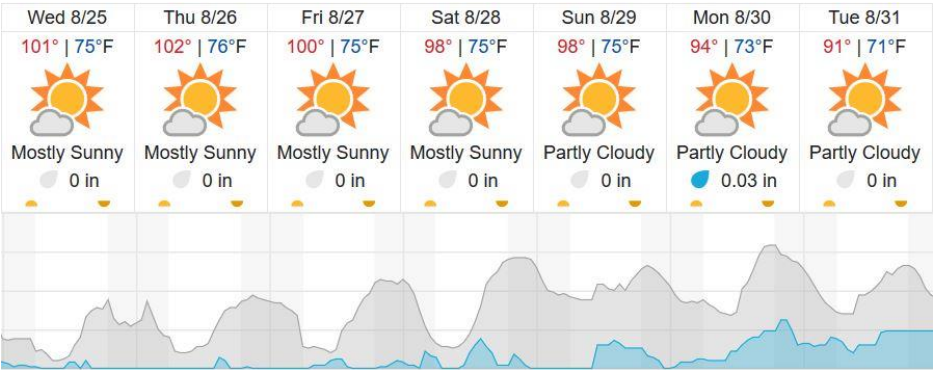 Wed 8/25 Thu 8/26 Fri 8/27 Sat 8/28 Sun 8/29 Mon 8/30 Tue 8/31
101° | 75°F 102° | 76°F 100° | 75°F 98° | 75°F 98° | 75°F 94° | 73°F 91° | 71°F
Mostly Sunny Mostly Sunny Mostly Sunny Mostly Sunny Partly Cloudy Partly Cloudy Partly Cloudy
0 in 0 in 0 in 0 in 0 in 0.03 in 0 in